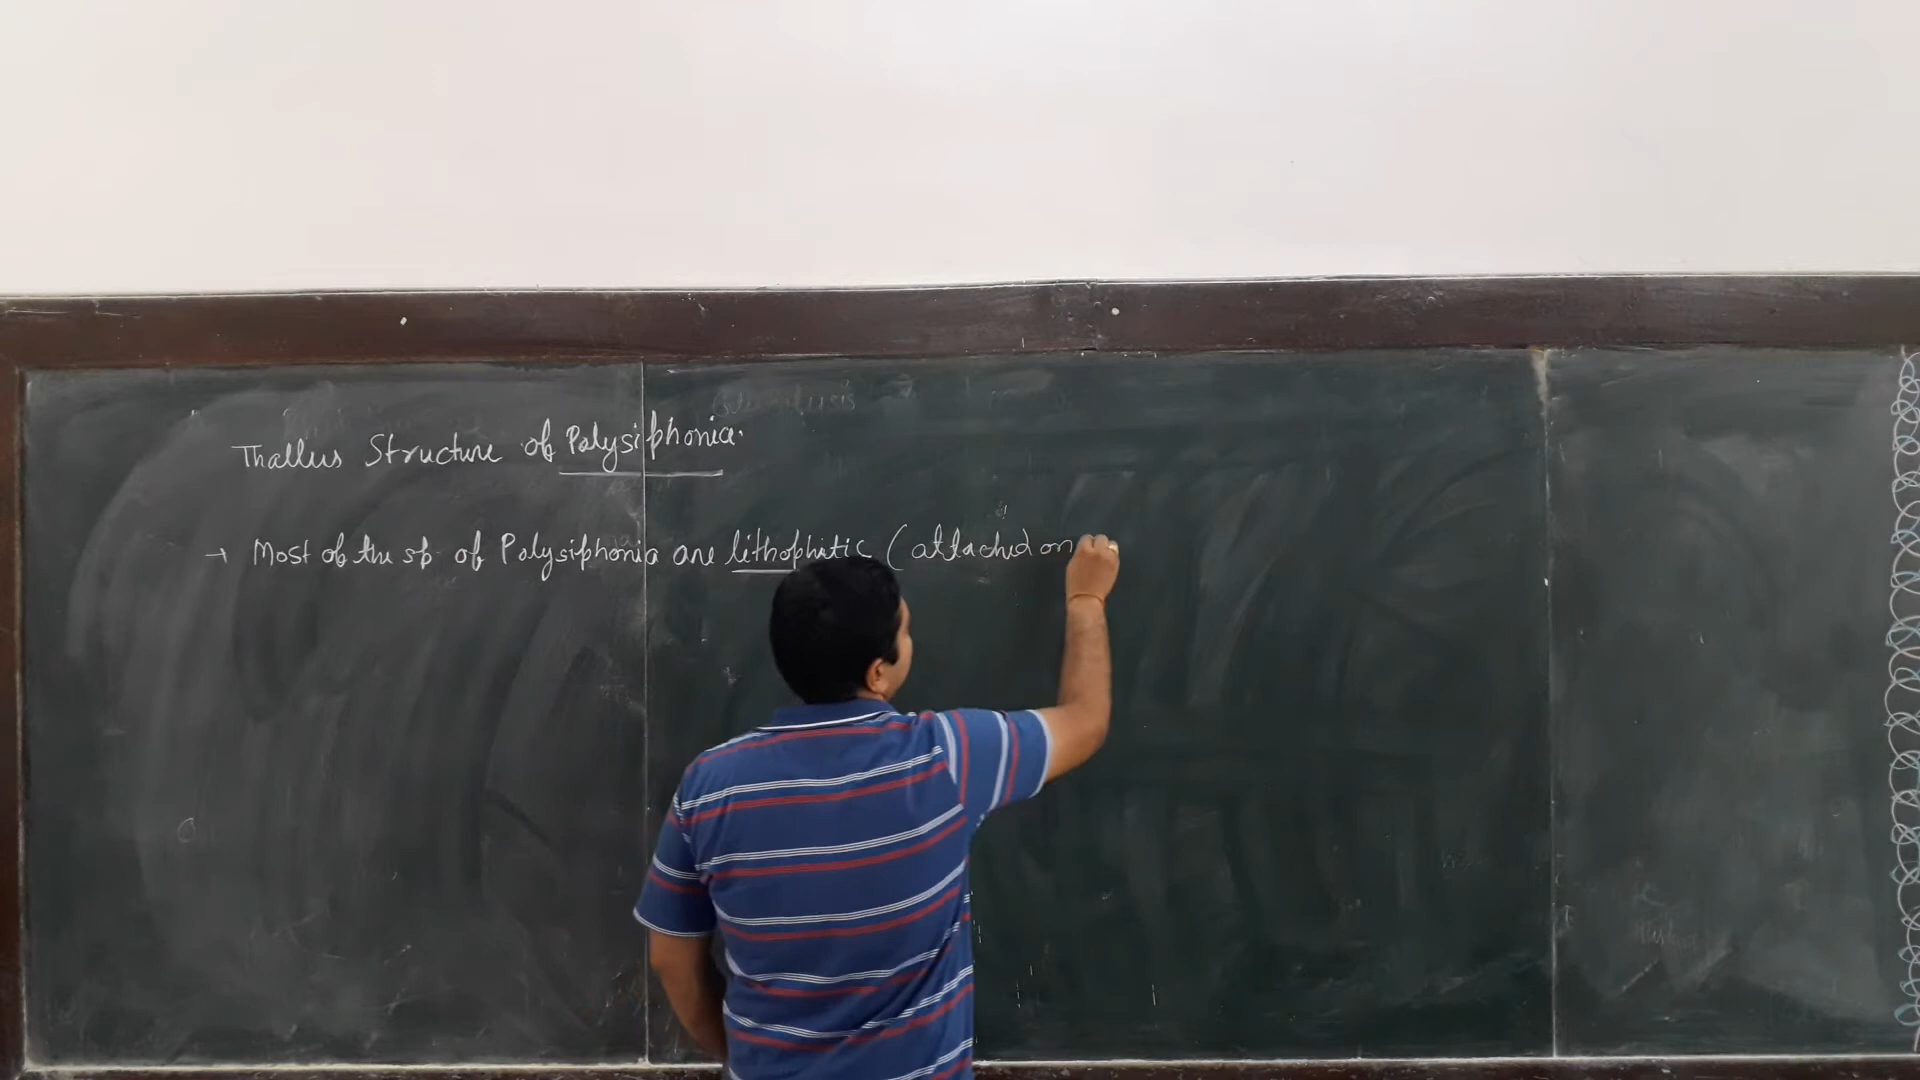 Thallus Structure of Polysiphonia.
→ Most of the sp. of Polysiphonia are lithophitic (attached on